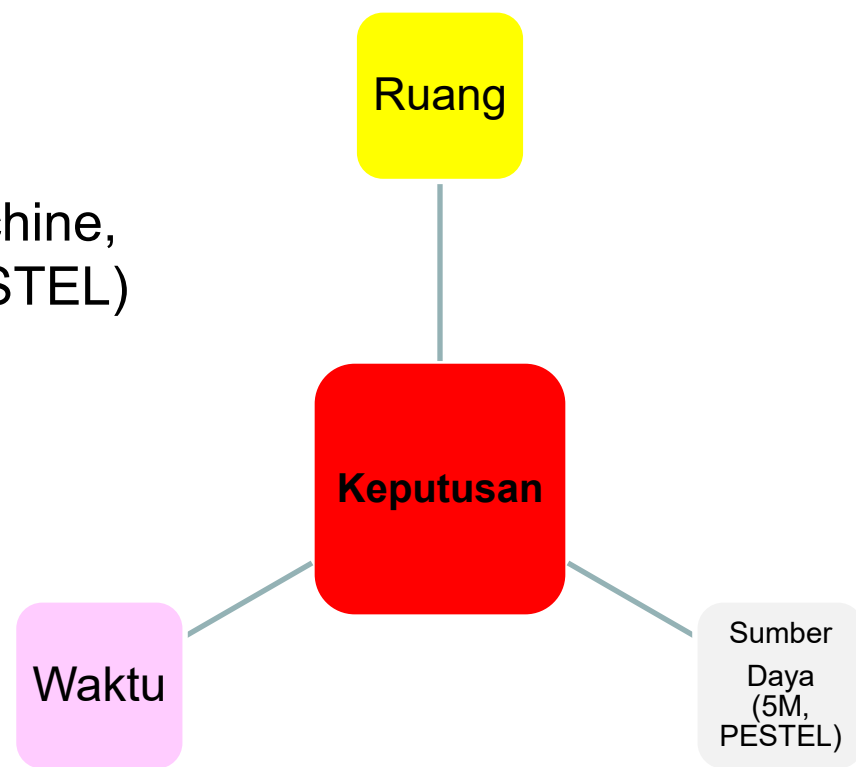 Ruang
chine,
STEL)
Keputusan
Waktu
Sumber
Daya
(5M,
PESTEL)